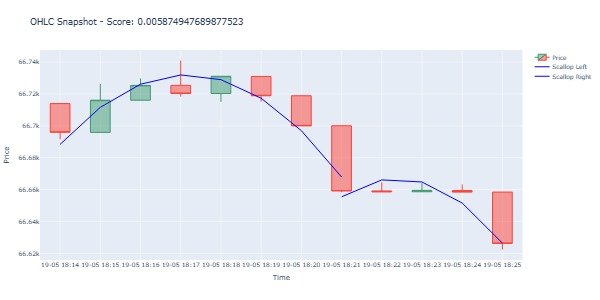 OHLC Snapshot - Score: 0.005874947689877523
66.74k
66.72k
66.7k
66.68k
66.66k
66.64k
66.62k
Price
19-05 18:14 19-05 18:15 19-05 18:16 19-05 18:17 19-05 18:18 19-05 18:19 19-05 18:20 19-05 18:21 19-05 18:22 19-05 18:23 19-05 18:24 19-05 18:25
Time
Price
Scallop Left
Scallop Right